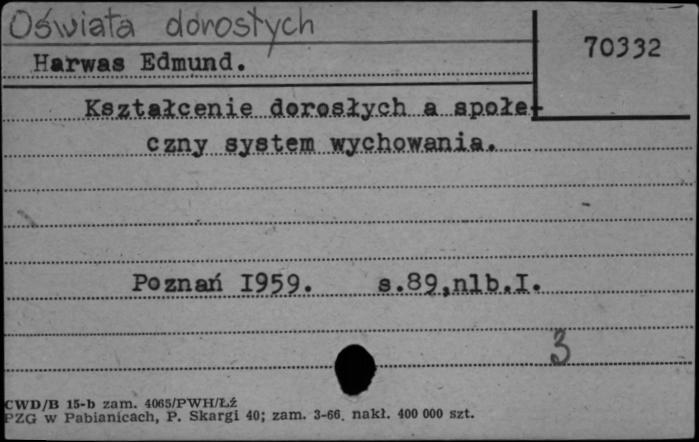 Oświata dorosłych
70332
Harwas Edmund.
Kształcenie dorosłych a społe-
czny system wychowania.
Poznań I959. s.89,nlb.I.
3
CWD/B 15-b zam. 4065/PWH/Łź
PZG w Pabianicach, P. Skargi 40; zam. 3-66. nakł. 400 000 szt.